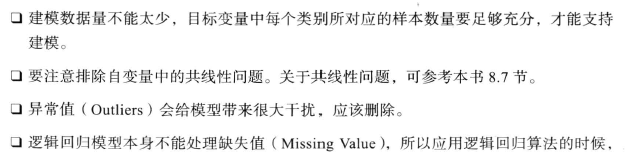 ❑ 建模数据量不能太少，目标变量中每个类别所对应的样本数量要足够充分，才能支持
建模。
❑ 要注意排除自变量中的共线性问题。关于共线性问题，可参考本书 8.7 节。
❑ 异常值（Outliers）会给模型带来很大干扰，应该删除。
❑ 逻辑回归模型本身不能处理缺失值（Missing Value），所以应用逻辑回归算法的时候，